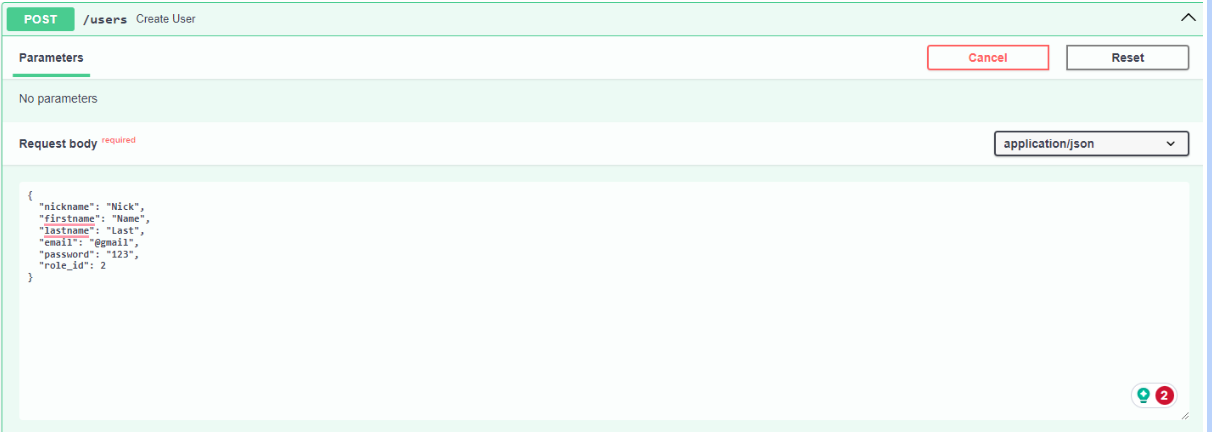 POST /users Create User
Parameters
Cancel
Reset
No parameters
Request body required
application/json
{
"nickname": "Nick",
"firstname": "Name",
"lastname": "Last",
"email": "@gmail",
"password": "123",
"role_id": 2
}
2